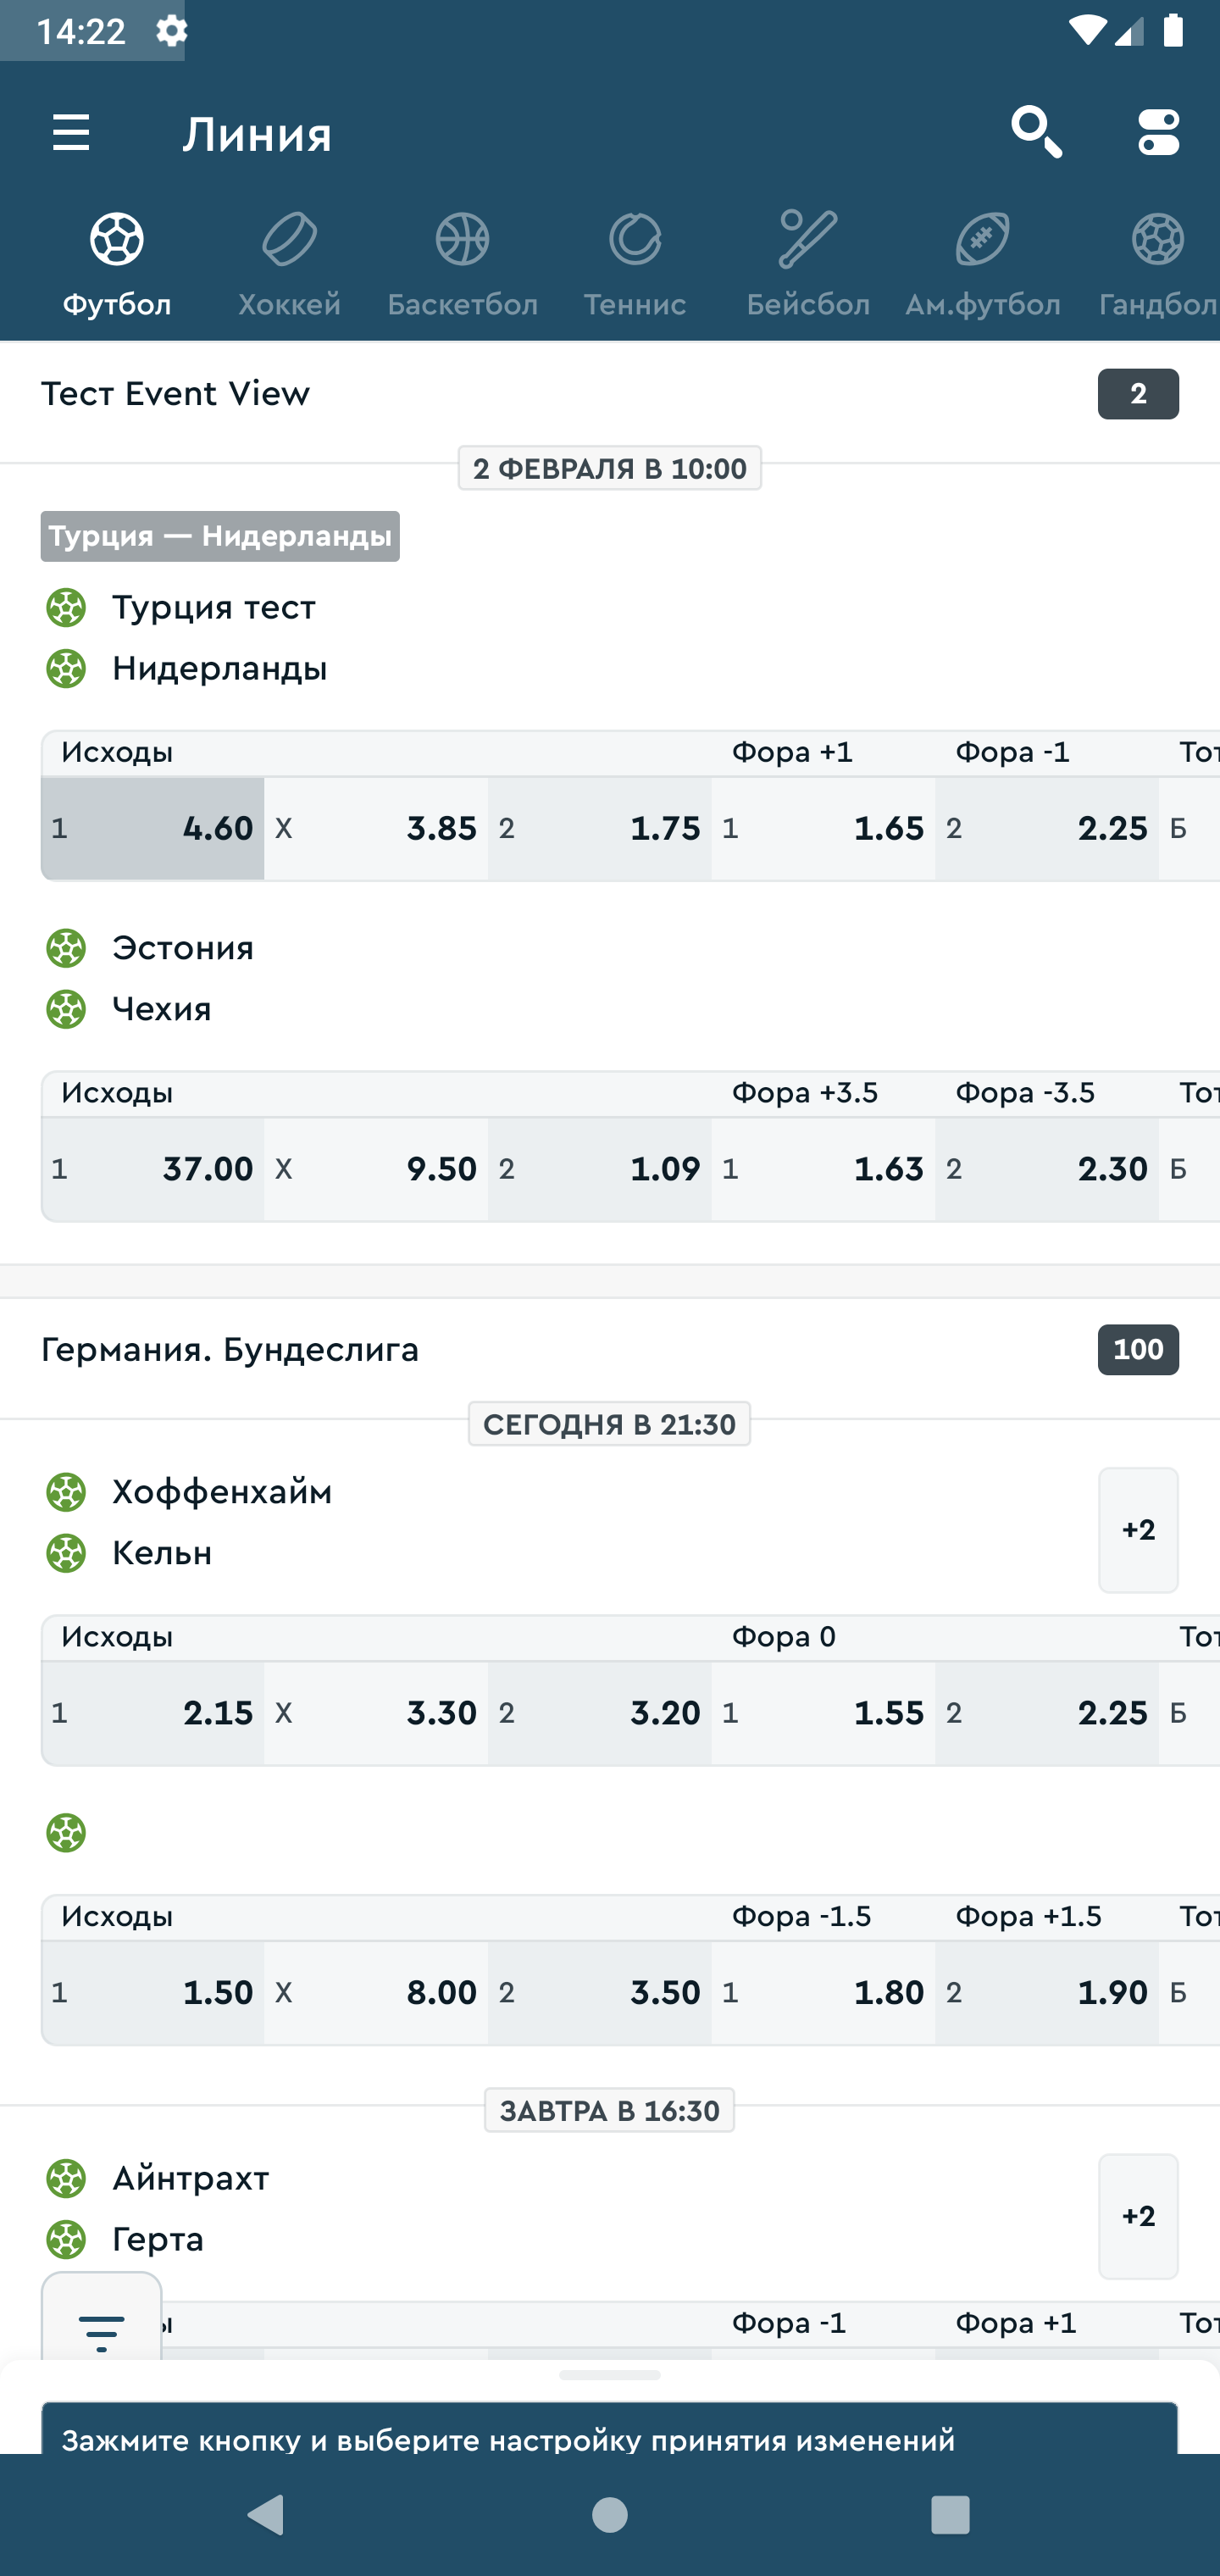 14:22
Линия
Футбол Хоккей Баскетбол Теннис Бейсбол Ам.футбол Гандбол
Тест Event View 2
2 ФЕВРАЛЯ В 10:00
Турция — Нидерланды
Турция тест
Нидерланды
Исходы Фора +1 Фора -1 Тот
1 4.60 X 3.85 2 1.75 1 1.65 2 2.25 Б
Эстония
Чехия
Исходы Фора +3.5 Фора -3.5 Тот
1 37.00 X 9.50 2 1.09 1 1.63 2 2.30 Б
Германия. Бундеслига 100
СЕГОДНЯ В 21:30
Хоффенхайм
+2
Кельн
Исходы Фора 0 Тот
1 2.15 X 3.30 2 3.20 1 1.55 2 2.25 Б
Исходы Фора -1.5 Фора +1.5 Тот
1 1.50 X 8.00 2 3.50 1 1.80 2 1.90 Б
ЗАВТРА В 16:30
Айнтрахт
+2
Герта
ы Фора -1 Фора +1 Тот
Зажмите кнопку и выберите настройку принятия изменений